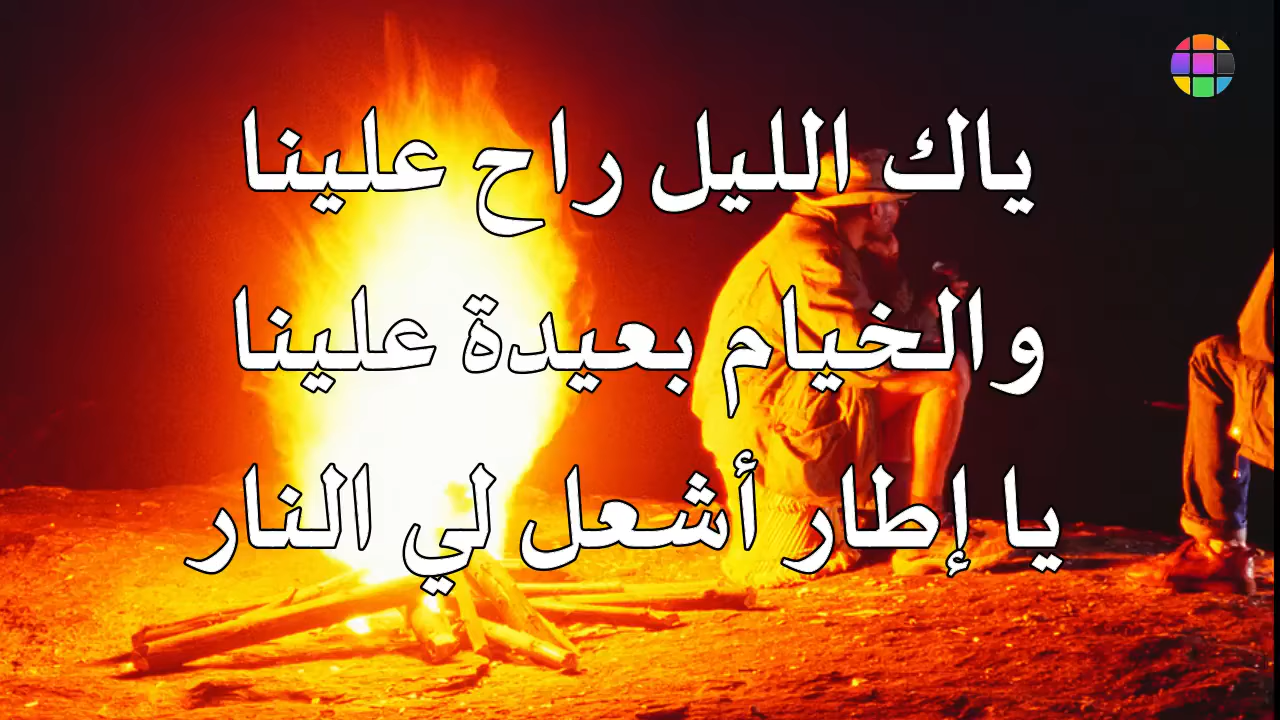 ياك الليل راح علينا
والخيام بعيدة علينا
يا إطار أشعل لي النار